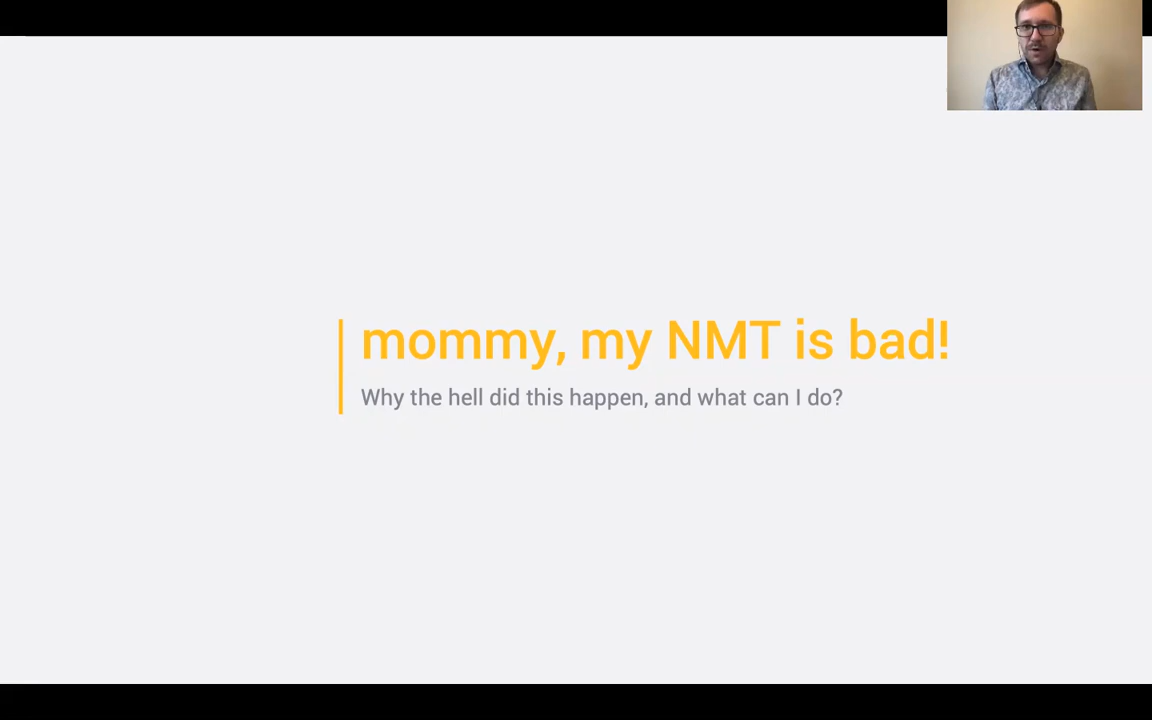 mommy, my NMT is bad!
Why the hell did this happen, and what can I do?